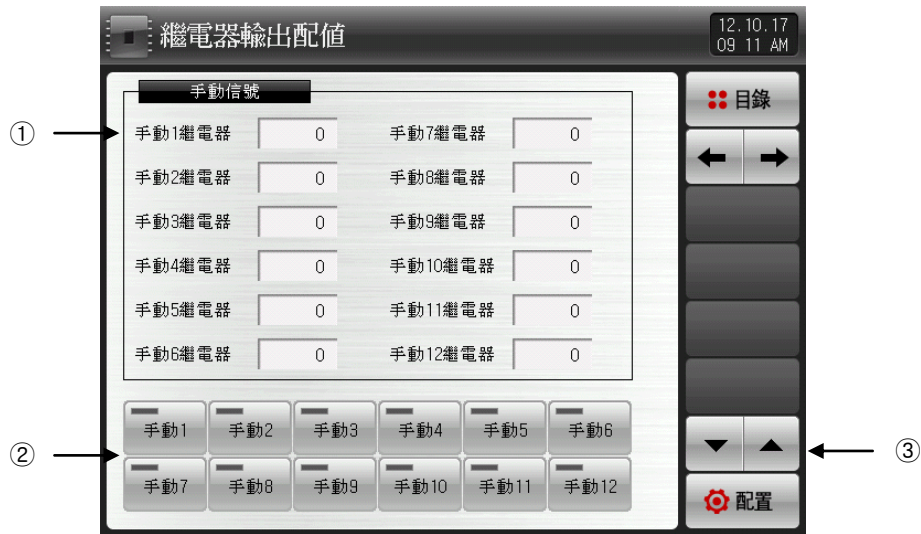 繼電器輸出配值
12.10.17
09 11 AM
手動信號
目錄
①
手動1繼電器 0 手動7繼電器 0
手動2繼電器 0 手動8繼電器 0
手動3繼電器 0 手動9繼電器 0
手動4繼電器 0 手動10繼電器 0
手動5繼電器 0 手動11繼電器 0
手動6繼電器 0 手動12繼電器 0
②
手動1 手動2 手動3 手動4 手動5 手動6
手動7 手動8 手動9 手動10 手動11 手動12
③
配置